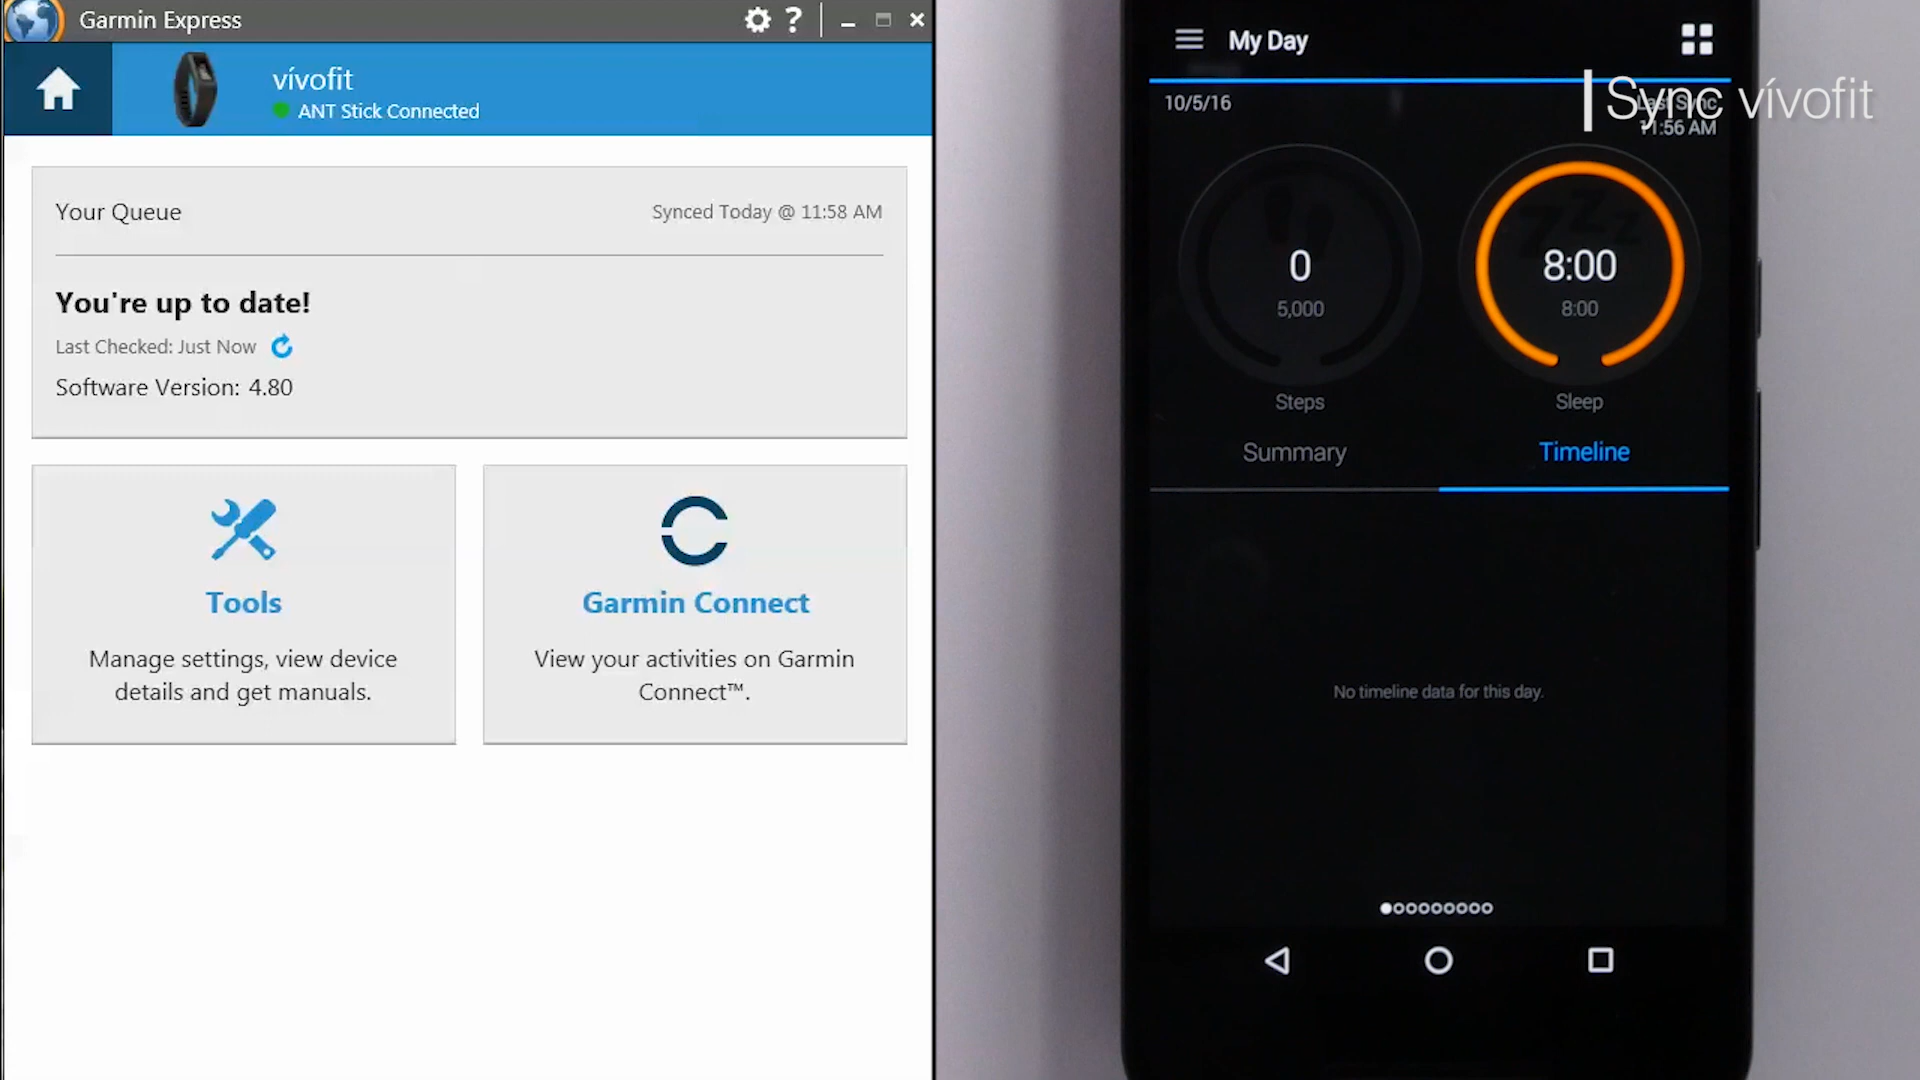 Garmin Express
vívofit
ANT Stick Connected
Your Queue
Synced Today @ 11:58 AM
You're up to date!
Last Checked: Just Now
Software Version: 4.80
Tools
Manage settings, view device
details and get manuals.
Garmin Connect
View your activities on Garmin
Connect™.
My Day
Sync vívofit
10/5/16
Last Sync
11:56 AM
0
5,000
Steps
zzz
8:00
8:00
Sleep
Summary
Timeline
No timeline data for this day.